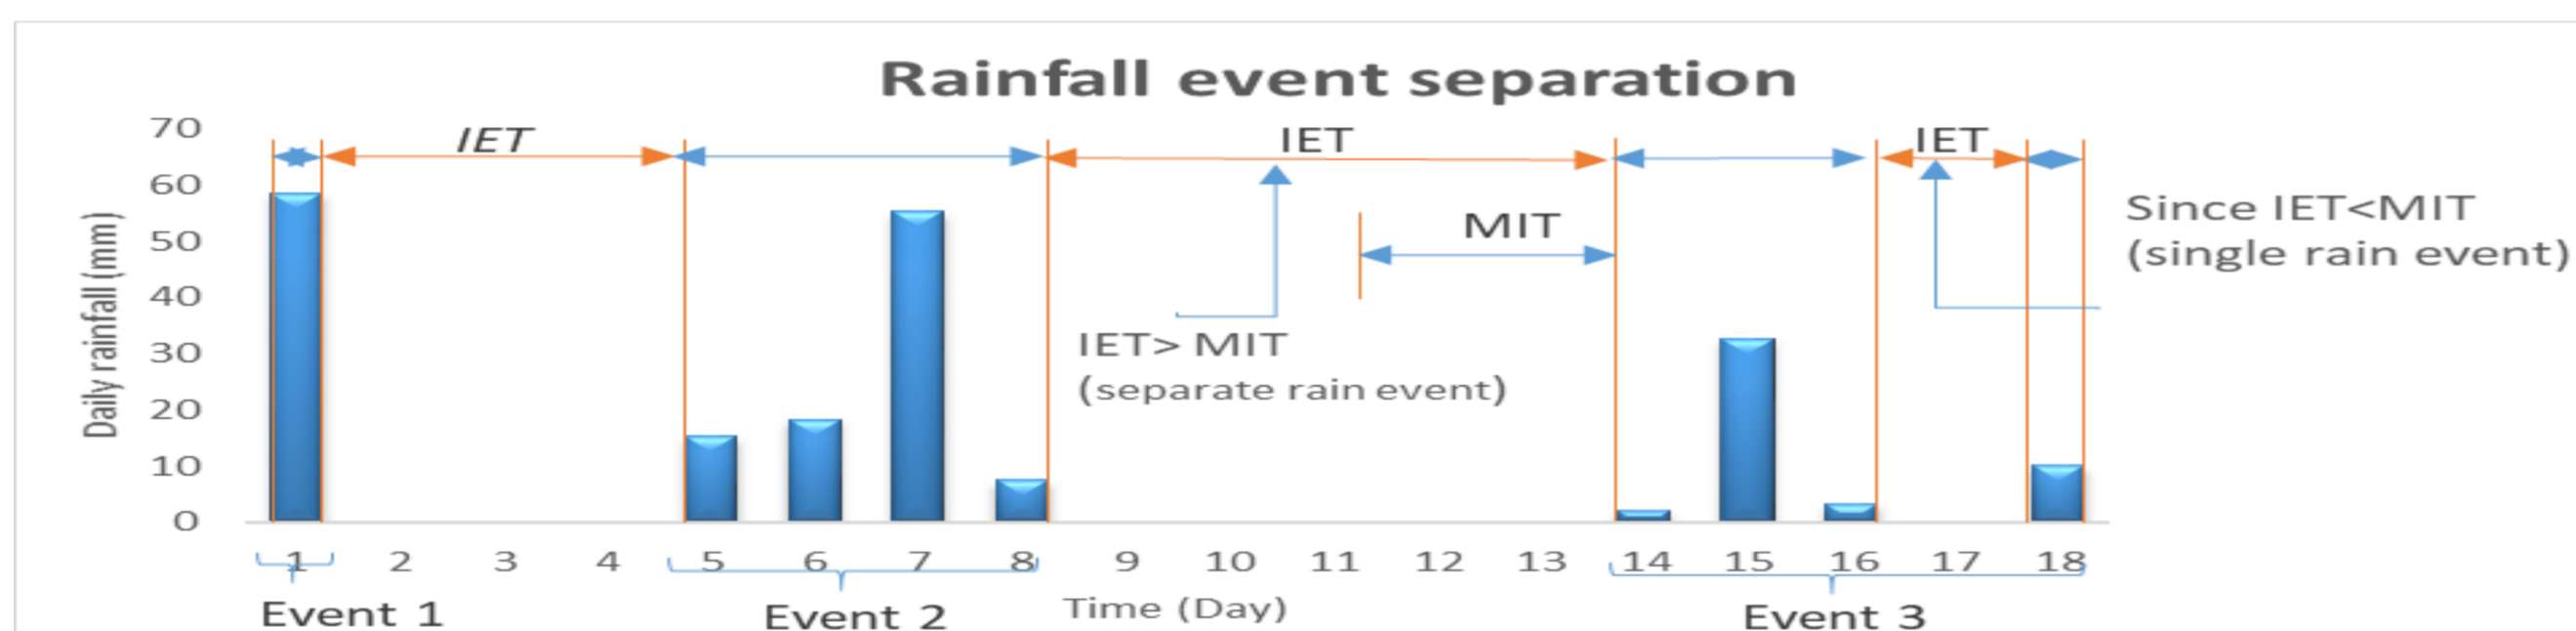 Rainfall event separation
70
60
50
40
30
20
10
0
Daily rainfall (mm)
IET
IET
IET
MIT
Since IET<MIT
(single rain event)
IET> MIT
(separate rain event)
1 2 3 4 5 6 7 8 9 10 11 12 13 14 15 16 17 18
Event 1
Event 2
Time (Day)
Event 3